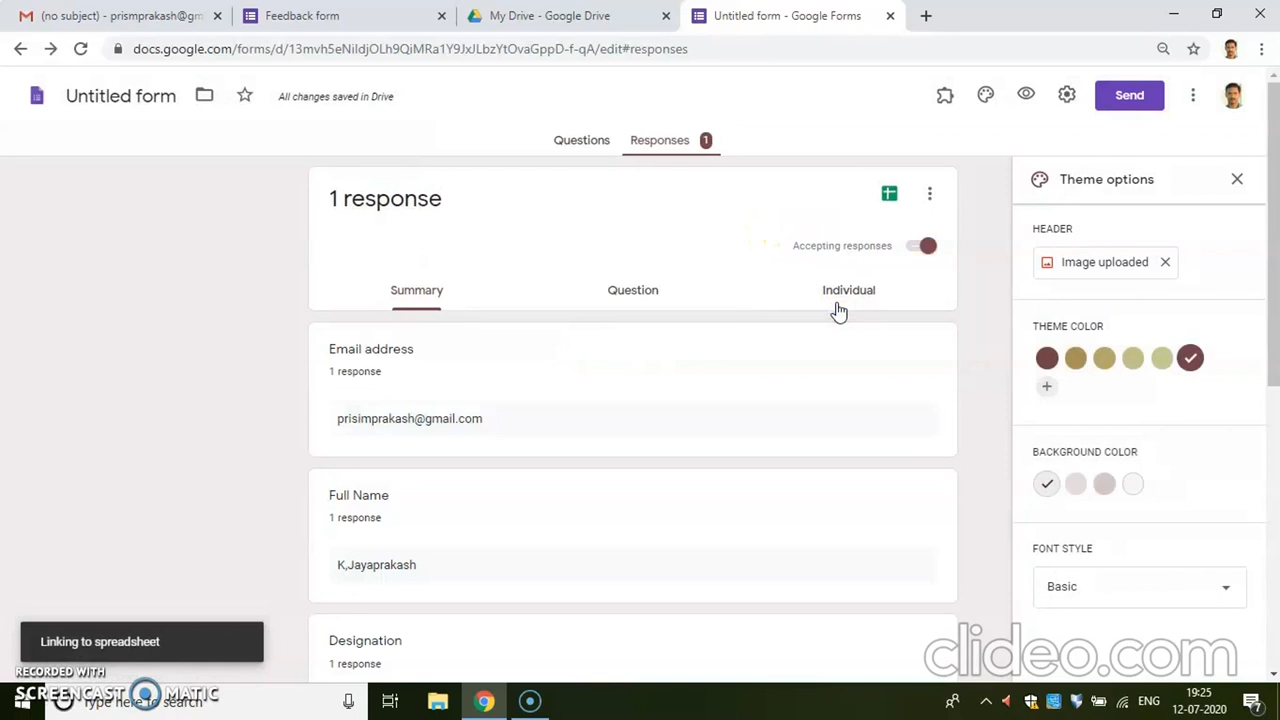 (no subject) - prismprakash@gm
Feedback form
My Drive - Google Drive
Untitled form - Google Forms
docs.google.com/forms/d/13mvh5eNildjOLh9QiMRa1Y9JxJLbzYtOvaGppD-f-qA/edit#responses
Untitled form
All changes saved in Drive
Send
Questions
Responses 1
1 response
Accepting responses
Summary
Question
Individual
Email address
1 response
prisimprakash@gmail.com
Full Name
1 response
K,Jayaprakash
Designation
1 response
Theme options
HEADER
Image uploaded
THEME COLOR
BACKGROUND COLOR
FONT STYLE
Basic
Linking to spreadsheet
clideo.com
RECORDED WITH
SCREENCAST MATIC
Type here to search
ENG
19:25
12-07-2020
7